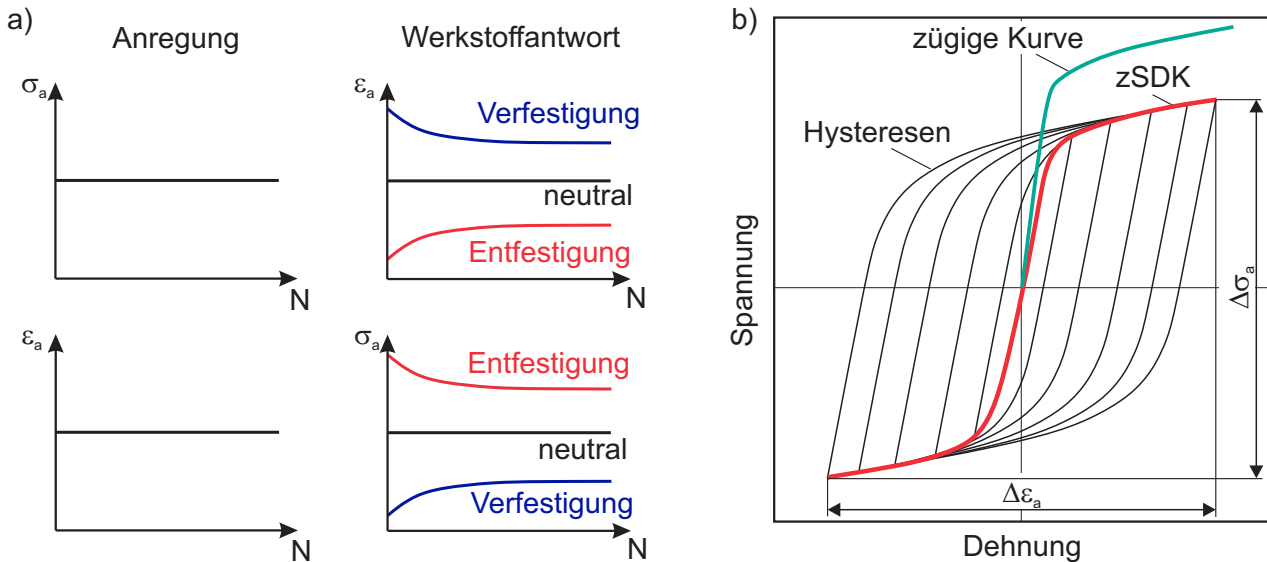 a)
Anregung
Werkstoffantwort
σa
N
εa
Verfestigung
neutral
Entfestigung
N
εa
N
σa
Entfestigung
neutral
Verfestigung
N
b)
zügige Kurve
zSDK
Hysteresen
Spannung
Δσa
Δεa
Dehnung